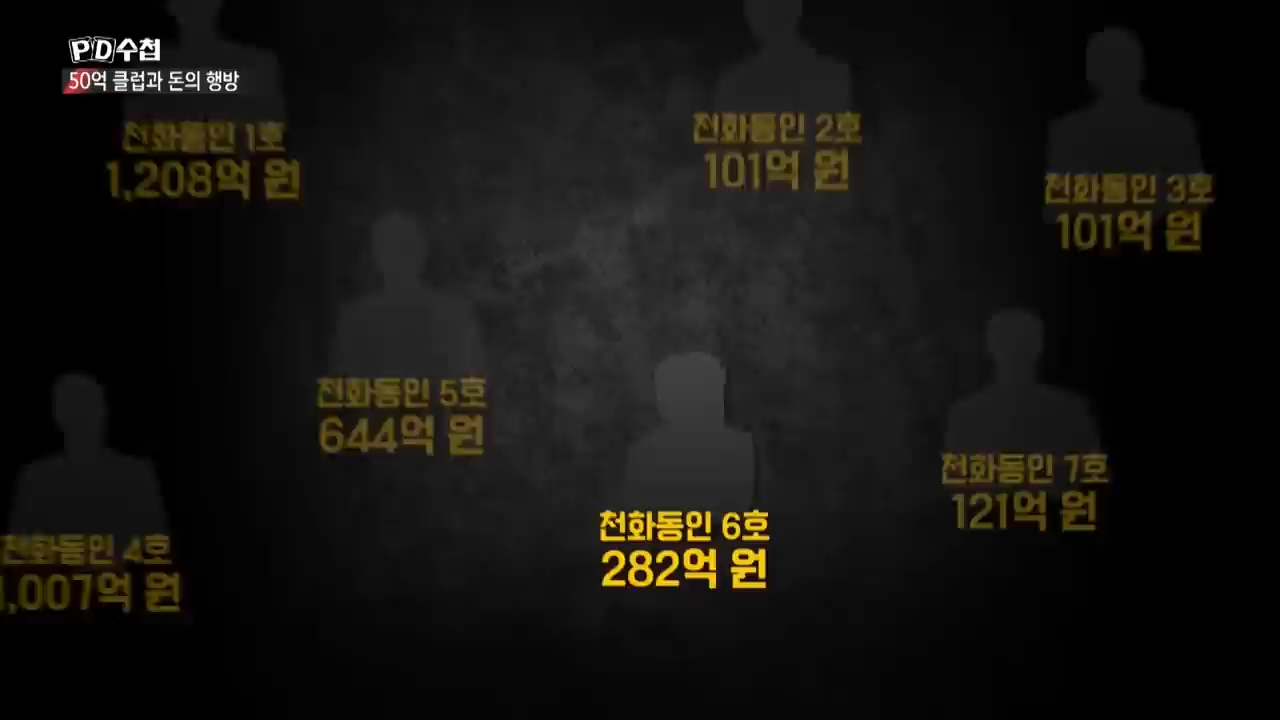 PD수첩
50억 클럽과 돈의 행방
천화동인 1호
1,208억 원
천화동인 2호
101억 원
천화동인 3호
101억 원
천화동인 5호
644억 원
천화동인 7호
121억 원
천화동인 6호
282억 원
천화동인 4호
1,007억 원